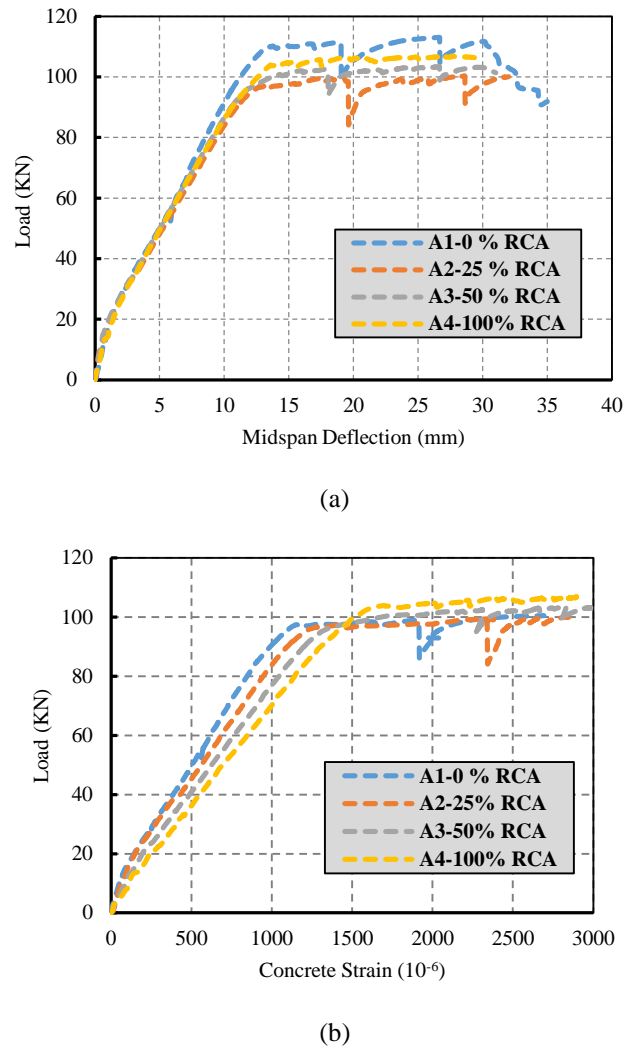 120
100
80
60
40
20
0
Load (KN)
A1-0 % RCA
A2-25 % RCA
A3-50 % RCA
A4-100% RCA
0 5 10 15 20 25 30 35 40
Midspan Deflection (mm)
(a)
120
100
80
60
40
20
0
Load (KN)
A1-0 % RCA
A2-25% RCA
A3-50% RCA
A4-100% RCA
0 500 1000 1500 2000 2500 3000
Concrete Strain (10⁻⁶)
(b)